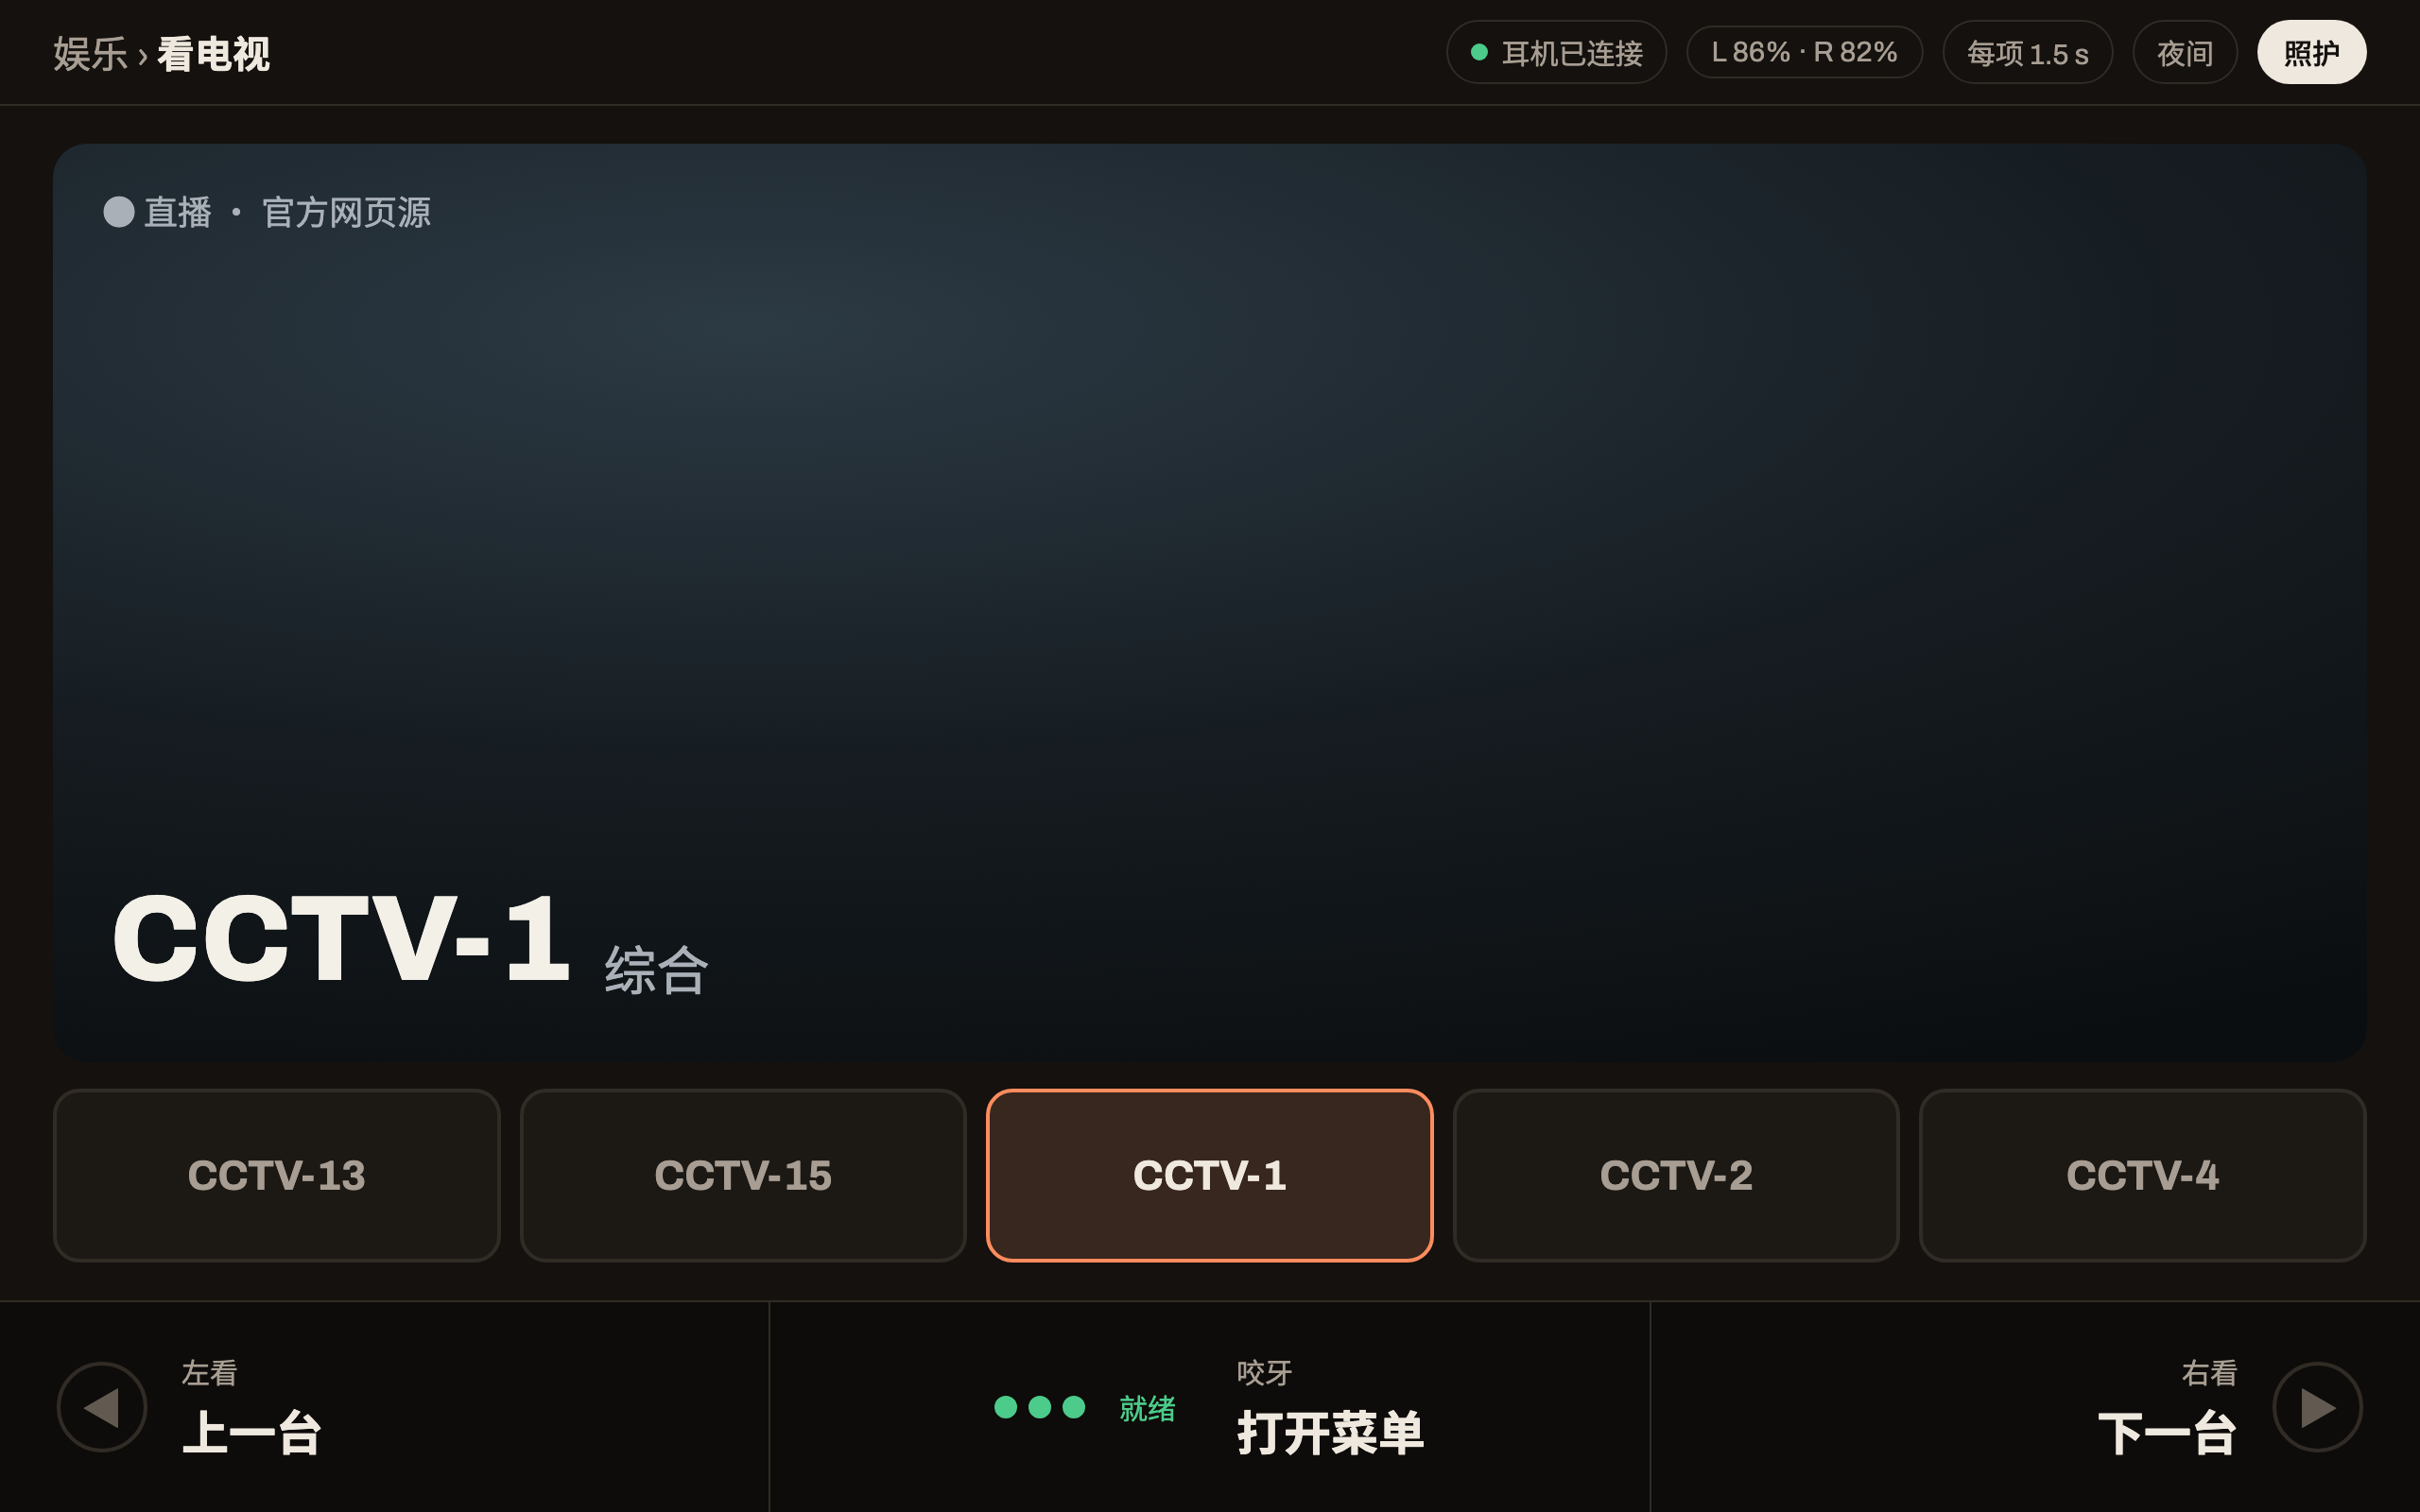 娱乐 › 看电视
耳机已连接
L 86% · R 82%
每项 1.5 s
夜间
照护
直播 · 官方网页源
CCTV-1 综合
CCTV-13
CCTV-15
CCTV-1
CCTV-2
CCTV-4
左看
上一台
就绪
咬牙
打开菜单
右看
下一台